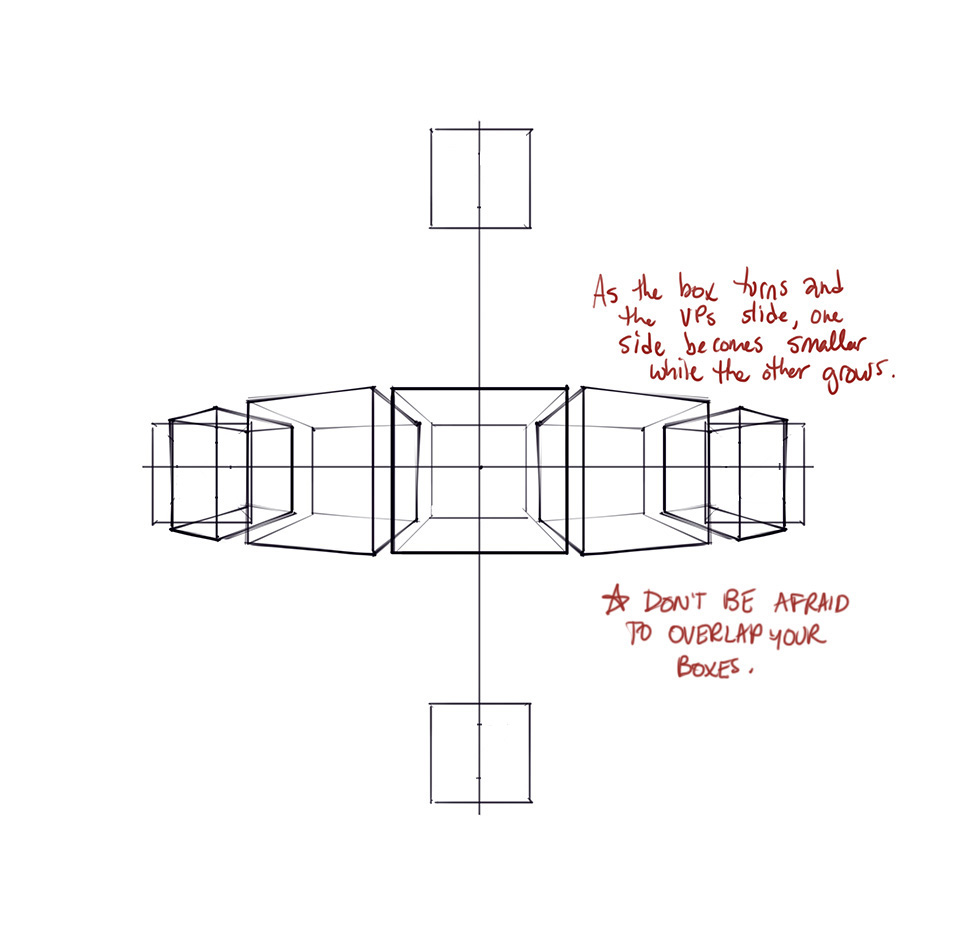 As the box turns and
the VPs slide, one
side becomes smaller
while the other grows.
☆ DON'T BE AFRAID
TO OVERLAP YOUR
BOXES.